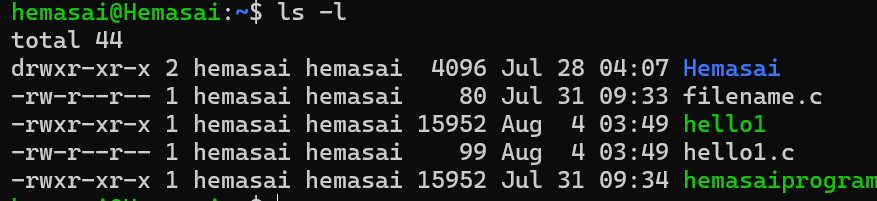 hemasai@Hemasai:~$ ls -l
total 44
drwxr-xr-x 2 hemasai hemasai  4096 Jul 28 04:07 Hemasai
-rw-r--r-- 1 hemasai hemasai    80 Jul 31 09:33 filename.c
-rwxr-xr-x 1 hemasai hemasai 15952 Aug  4 03:49 hello1
-rw-r--r-- 1 hemasai hemasai    99 Aug  4 03:49 hello1.c
-rwxr-xr-x 1 hemasai hemasai 15952 Jul 31 09:34 hemasaiprogram
hemasai@Hemasai:~$